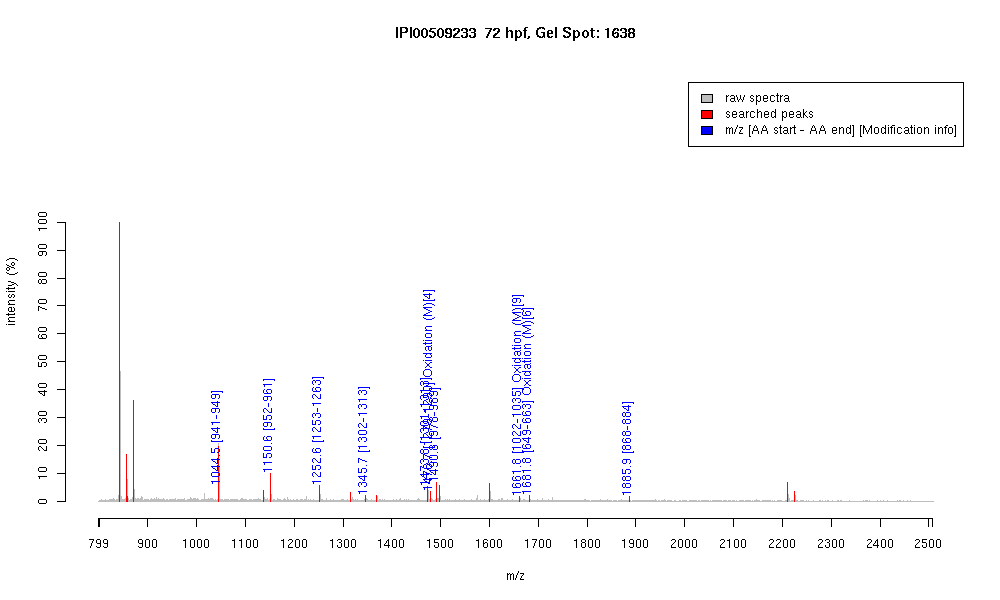 IPI00509233 72 hpf, Gel Spot: 1638
raw spectra
searched peaks
m/z [AA start - AA end] [Modification info]
intensity (%)
100
90
80
70
60
50
40
30
20
10
0
1044.5 [941-949]
1150.6 [952-961]
1252.6 [1253-1263]
1345.7 [1302-1313]
Oxidation (M)[4]
1490.8 [978-989]
1661.8 [1022-1035] Oxidation (M)[9]
1681.8 [649-663] Oxidation (M)[6]
1885.9 [868-884]
799 900 1000 1100 1200 1300 1400 1500 1600 1700 1800 1900 2000 2100 2200 2300 2400 2500
m/z